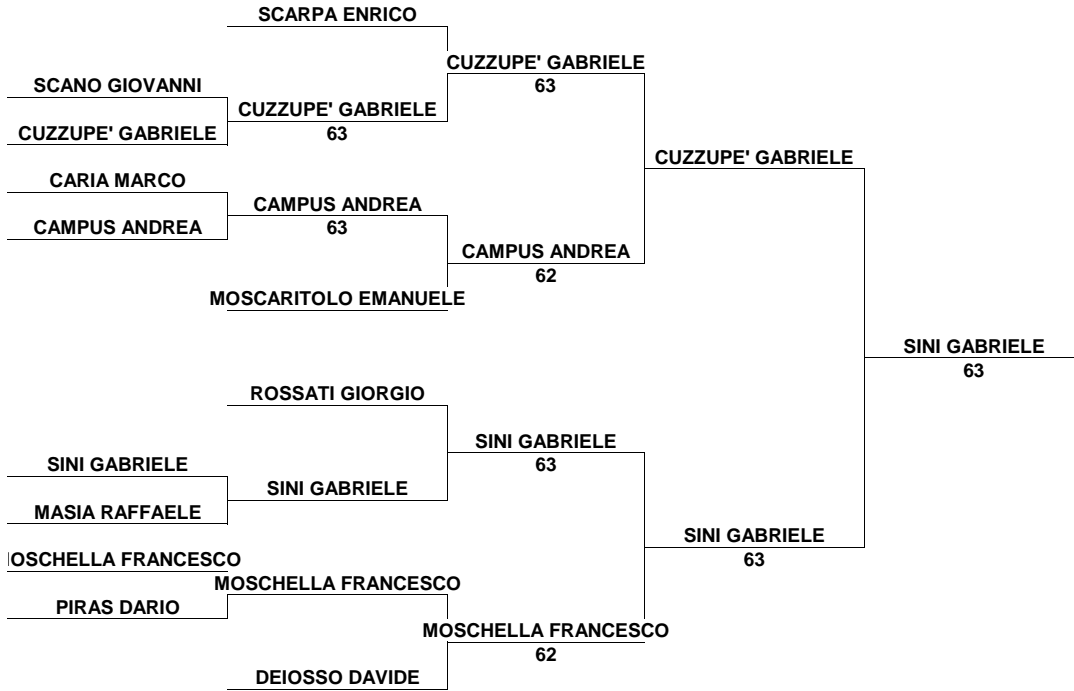 SCARPA ENRICO
CUZZUPE' GABRIELE
63
SCANO GIOVANNI
CUZZUPE' GABRIELE
63
CUZZUPE' GABRIELE
CUZZUPE' GABRIELE
CARIA MARCO
CAMPUS ANDREA
63
CAMPUS ANDREA
CAMPUS ANDREA
62
MOSCARITOLO EMANUELE
SINI GABRIELE
63
ROSSATI GIORGIO
SINI GABRIELE
63
SINI GABRIELE
SINI GABRIELE
MASIA RAFFAELE
SINI GABRIELE
63
OSCHELLA FRANCESCO
MOSCHELLA FRANCESCO
PIRAS DARIO
MOSCHELLA FRANCESCO
62
DEIOSSO DAVIDE